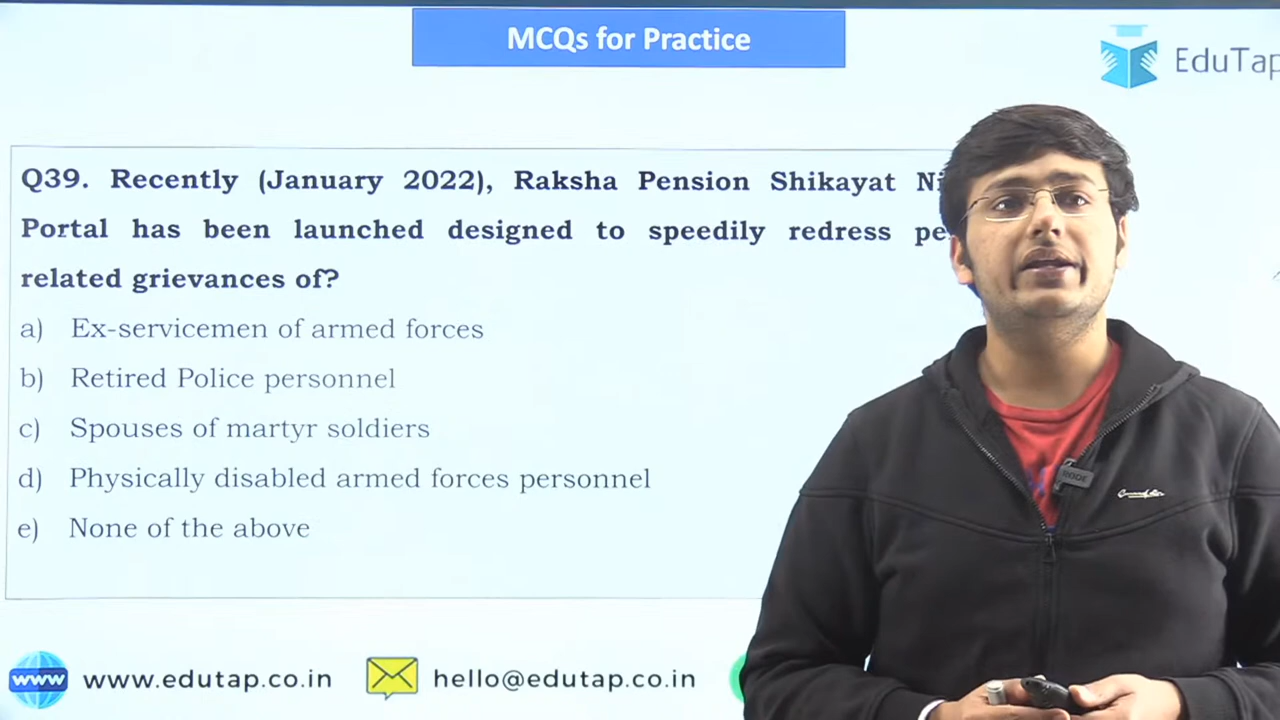 MCQs for Practice
EduTap
Q39. Recently (January 2022), Raksha Pension Shikayat
Portal has been launched designed to speedily redress
related grievances of?
a) Ex-servicemen of armed forces
b) Retired Police personnel
c) Spouses of martyr soldiers
d) Physically disabled armed forces personnel
e) None of the above
www www.edutap.co.in hello@edutap.co.in